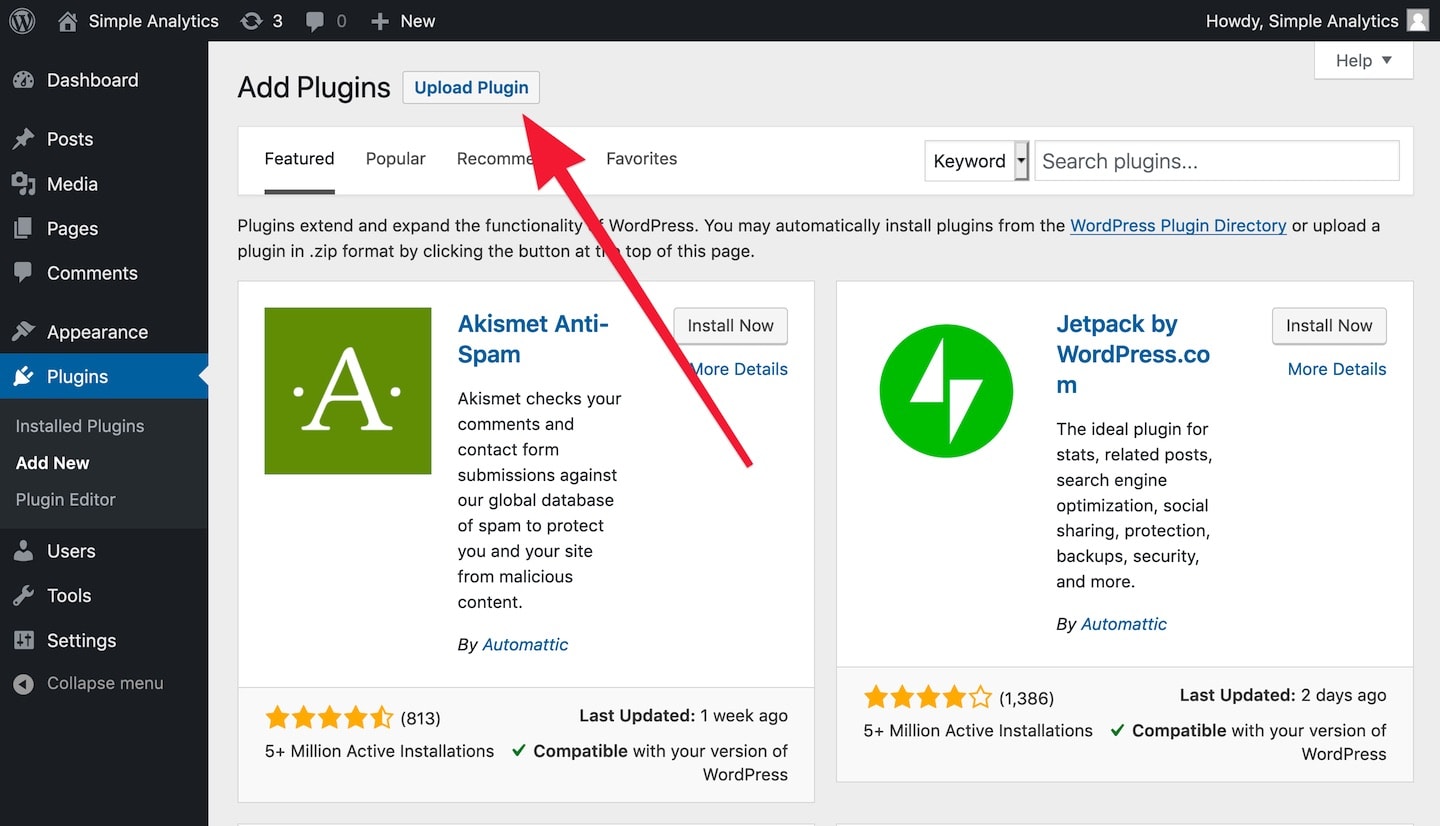 Simple Analytics 3 0 New Howdy, Simple Analytics
Help
Dashboard
Posts
Media
Pages
Comments
Appearance
Plugins
Installed Plugins
Add New
Plugin Editor
Users
Tools
Settings
Collapse menu
Add Plugins Upload Plugin
Featured Popular Recomme Favorites Keyword Search plugins...
Plugins extend and expand the functionality of WordPress. You may automatically install plugins from the WordPress Plugin Directory or upload a
plugin in .zip format by clicking the button at the top of this page.
Akismet Anti-
Spam
Install Now
More Details
A
Akismet checks your
comments and
contact form
submissions against
our global database
of spam to protect
you and your site
from malicious
content.
By Automattic
(813)
Last Updated: 1 week ago
5+ Million Active Installations
Compatible with your version of
WordPress
Jetpack by
WordPress.co
m
Install Now
More Details
The ideal plugin for
stats, related posts,
search engine
optimization, social
sharing, protection,
backups, security,
and more.
By Automattic
(1,386)
Last Updated: 2 days ago
5+ Million Active Installations
Compatible with your version of
WordPress